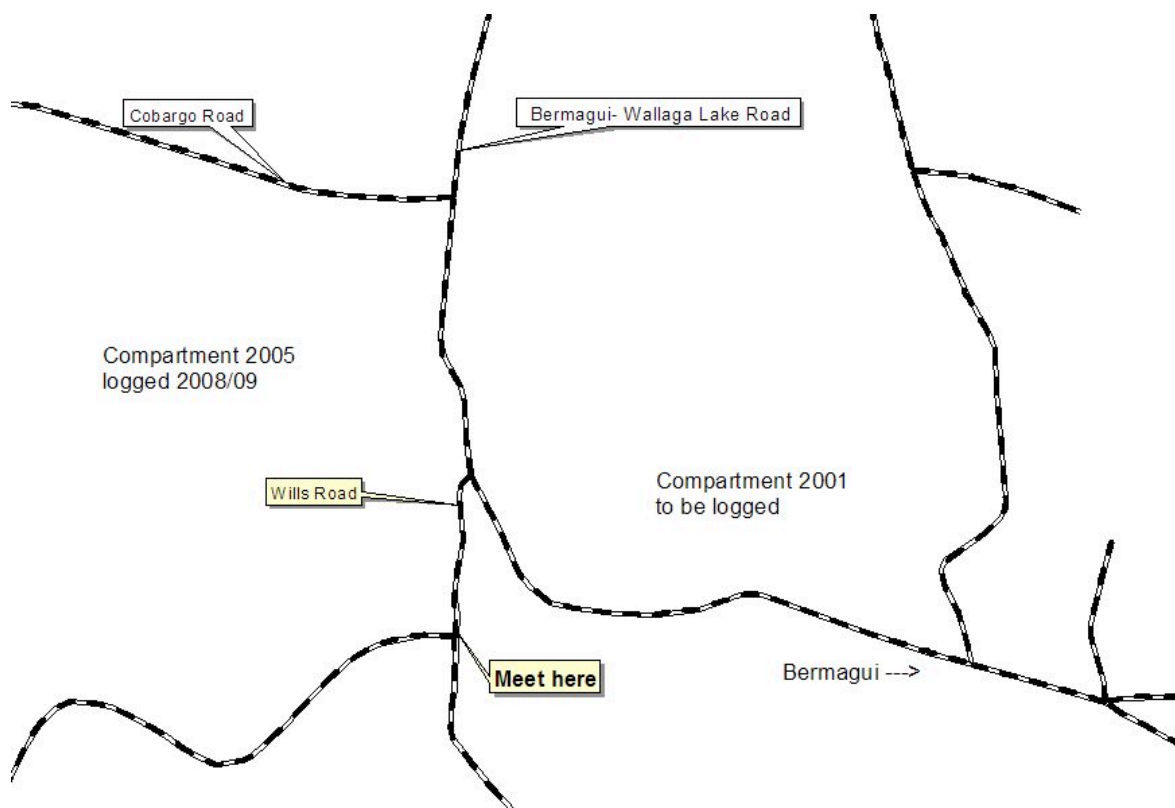 Cobargo Road
Bermagui- Wallaga Lake Road
Compartment 2005
logged 2008/09
Wills Road
Compartment 2001
to be logged
Meet here
Bermagui --->